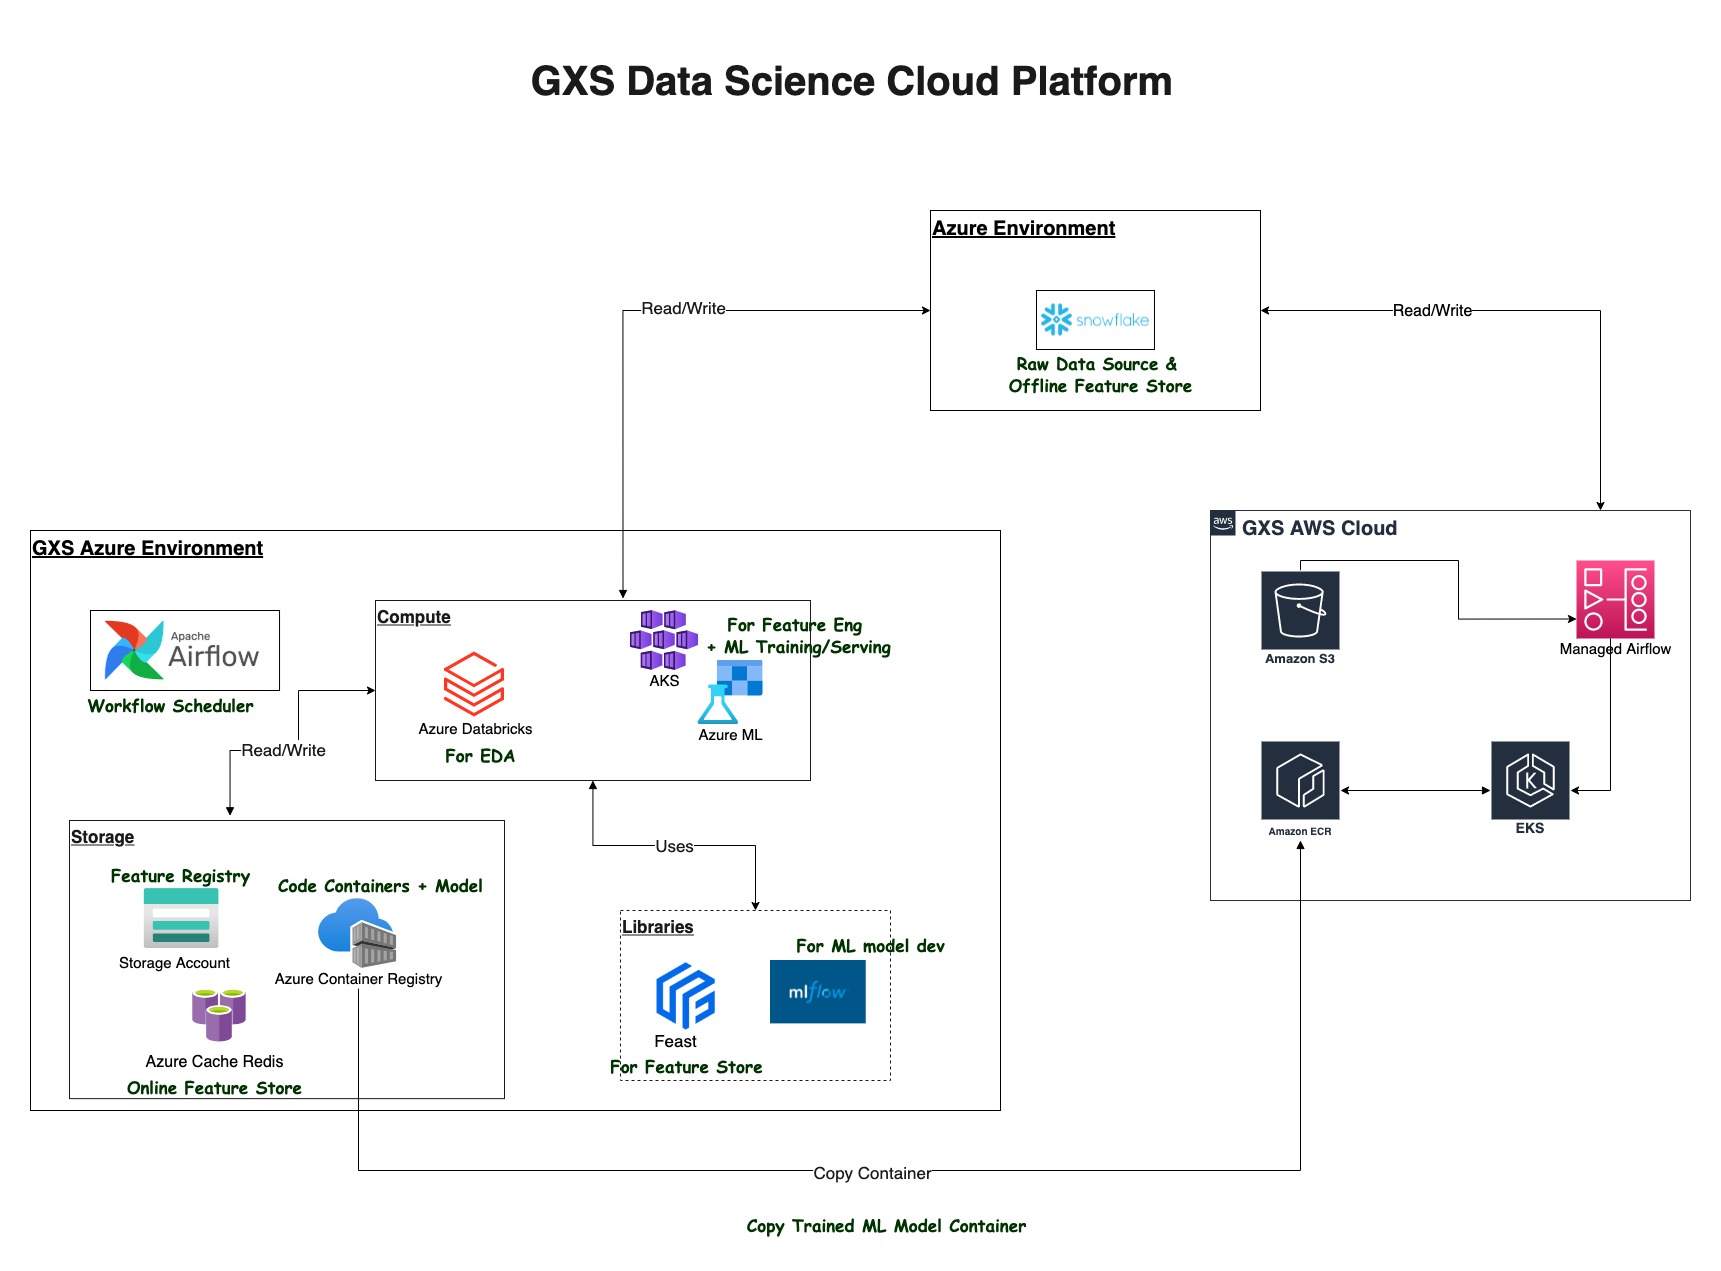 GXS Data Science Cloud Platform
Azure Environment
snowflake
Raw Data Source &
Offline Feature Store
Read/Write
Read/Write
GXS Azure Environment
Apache
Airflow
Workflow Scheduler
Compute
Azure Databricks
For EDA
AKS
For Feature Eng
+ ML Training/Serving
Azure ML
Read/Write
Storage
Feature Registry
Storage Account
Code Containers + Model
Azure Container Registry
Azure Cache Redis
Online Feature Store
Uses
Libraries
For ML model dev
mlflow
Feast
For Feature Store
aws
GXS AWS Cloud
Amazon S3
Managed Airflow
Amazon ECR
K
EKS
Copy Container
Copy Trained ML Model Container